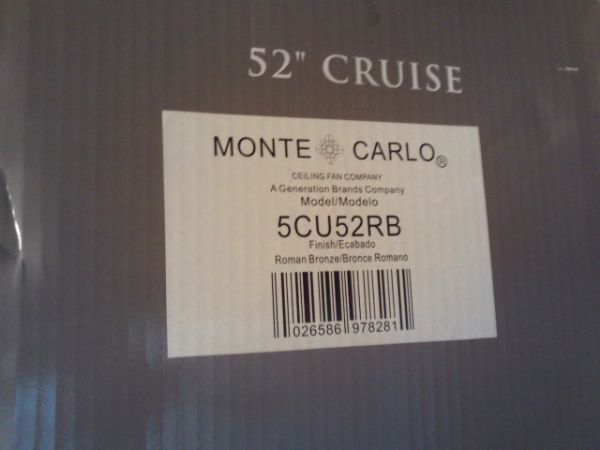 52" CRUISE
MONTE CARLO®
CEILING FAN COMPANY
A Generation Brands Company
Model/Modelo
5CU52RB
Finish/Ecabado
Roman Bronze/Bronce Romano
026586 978281